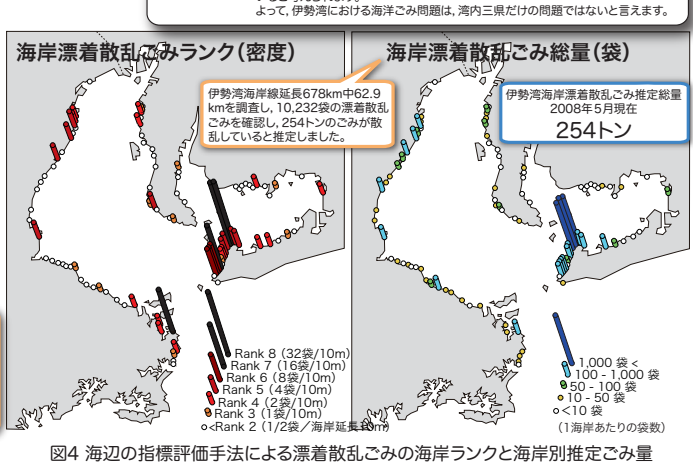 よって，伊勢湾における海洋ごみ問題は，湾内三県だけの問題ではないと言えます。
海岸漂着散乱ごみランク（密度）
伊勢湾海岸線延長678km中62.9
kmを調査し，10,232袋の漂着散乱
ごみを確認し，254トンのごみが散
乱していると推定しました。
Rank 8（32袋/10m）
Rank 7（16袋/10m）
Rank 6（8袋/10m）
Rank 5（4袋/10m）
Rank 4（2袋/10m）
Rank 3（1袋/10m）
<Rank 2（1/2袋／海岸延長10m）
海岸漂着散乱ごみ総量（袋）
伊勢湾海岸漂着散乱ごみ推定総量
2008年5月現在
254トン
1,000 袋 <
100 - 1,000 袋
50 - 100 袋
10 - 50 袋
<10 袋
（1海岸あたりの袋数）
図4 海辺の指標評価手法による漂着散乱ごみの海岸ランクと海岸別推定ごみ量